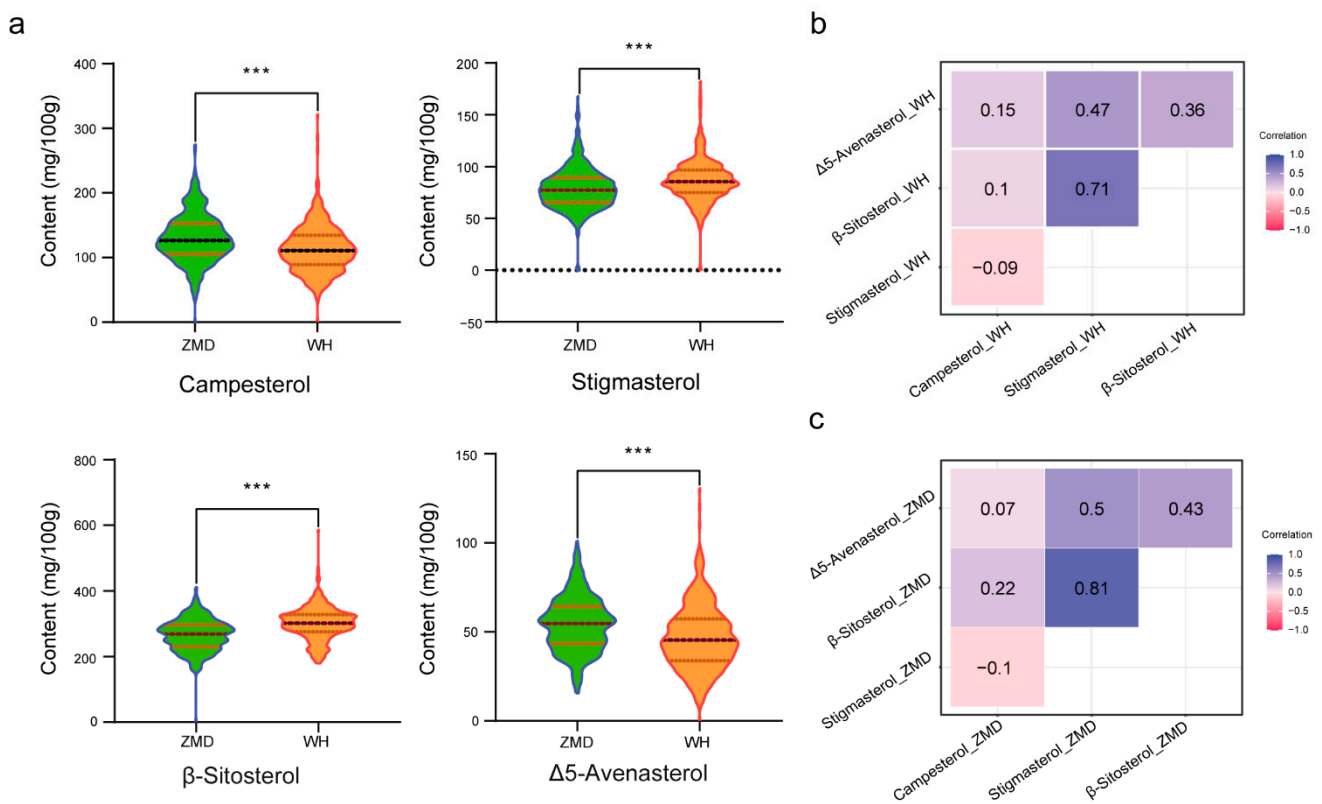 a
400
300
200
100
0
Content (mg/100g)
***
ZMD
WH
Campesterol
200
150
100
50
0
−50
Content (mg/100g)
***
ZMD
WH
Stigmasterol
800
600
400
200
0
Content (mg/100g)
***
ZMD
WH
β-Sitosterol
150
100
50
0
Content (mg/100g)
***
ZMD
WH
Δ5-Avenasterol
b
Δ5-Avenasterol_WH
0.15 0.47 0.36
β-Sitosterol_WH
0.1 0.71
Stigmasterol_WH
−0.09
Campesterol_WH
Stigmasterol_WH
β-Sitosterol_WH
Correlation
1.0
0.5
0.0
−0.5
−1.0
c
Δ5-Avenasterol_ZMD
0.07 0.5 0.43
β-Sitosterol_ZMD
0.22 0.81
Stigmasterol_ZMD
−0.1
Campesterol_ZMD
Stigmasterol_ZMD
β-Sitosterol_ZMD
Correlation
1.0
0.5
0.0
−0.5
−1.0